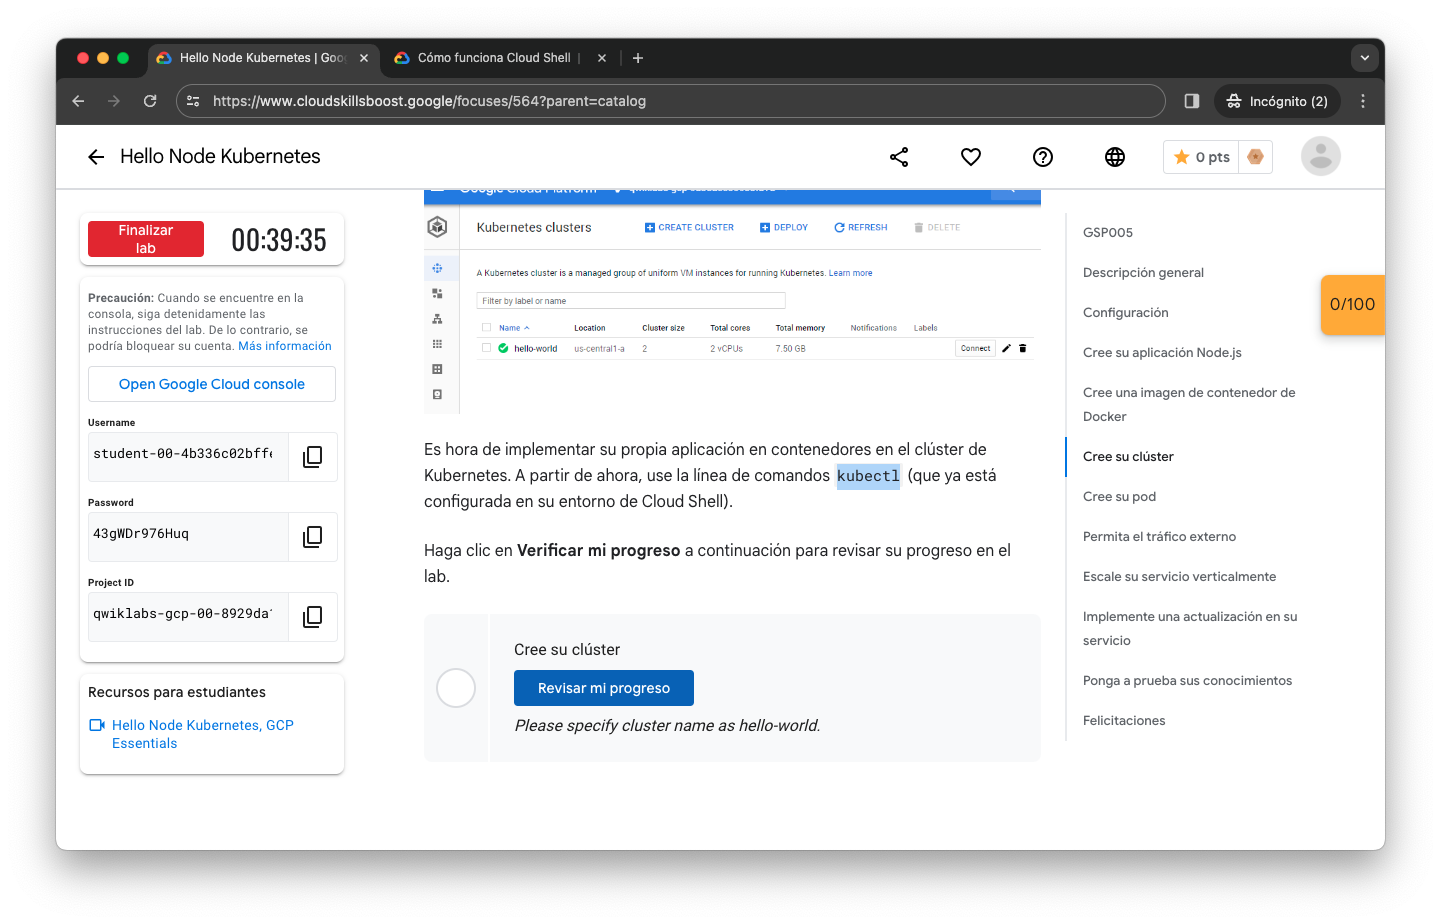 Hello Node Kubernetes | Goo
Cómo funciona Cloud Shell
https://www.cloudskillsboost.google/focuses/564?parent=catalog
Incógnito (2)
Hello Node Kubernetes
0 pts
Finalizar
lab
00:39:35
Precaución: Cuando se encuentre en la
consola, siga detenidamente las
instrucciones del lab. De lo contrario, se
podría bloquear su cuenta. Más información
Open Google Cloud console
Username
student-00-4b336c02bffe
Password
43gWDr976Huq
Project ID
qwiklabs-gcp-00-8929da1
Recursos para estudiantes
Hello Node Kubernetes, GCP
Essentials
Google Cloud Platform
Kubernetes clusters
CREATE CLUSTER
DEPLOY
REFRESH
DELETE
A Kubernetes cluster is a managed group of uniform VM instances for running Kubernetes. Learn more
Filter by label or name
Name Location Cluster size Total cores Total memory Notifications Labels
hello-world us-central1-a 2 2 vCPUs 7.50 GB Connect
Es hora de implementar su propia aplicación en contenedores en el clúster de
Kubernetes. A partir de ahora, use la línea de comandos kubectl (que ya está
configurada en su entorno de Cloud Shell).
Haga clic en Verificar mi progreso a continuación para revisar su progreso en el
lab.
Cree su clúster
Revisar mi progreso
Please specify cluster name as hello-world.
GSP005
Descripción general
Configuración
Cree su aplicación Node.js
Cree una imagen de contenedor de
Docker
Cree su clúster
Cree su pod
Permita el tráfico externo
Escale su servicio verticalmente
Implemente una actualización en su
servicio
Ponga a prueba sus conocimientos
Felicitaciones
0/100